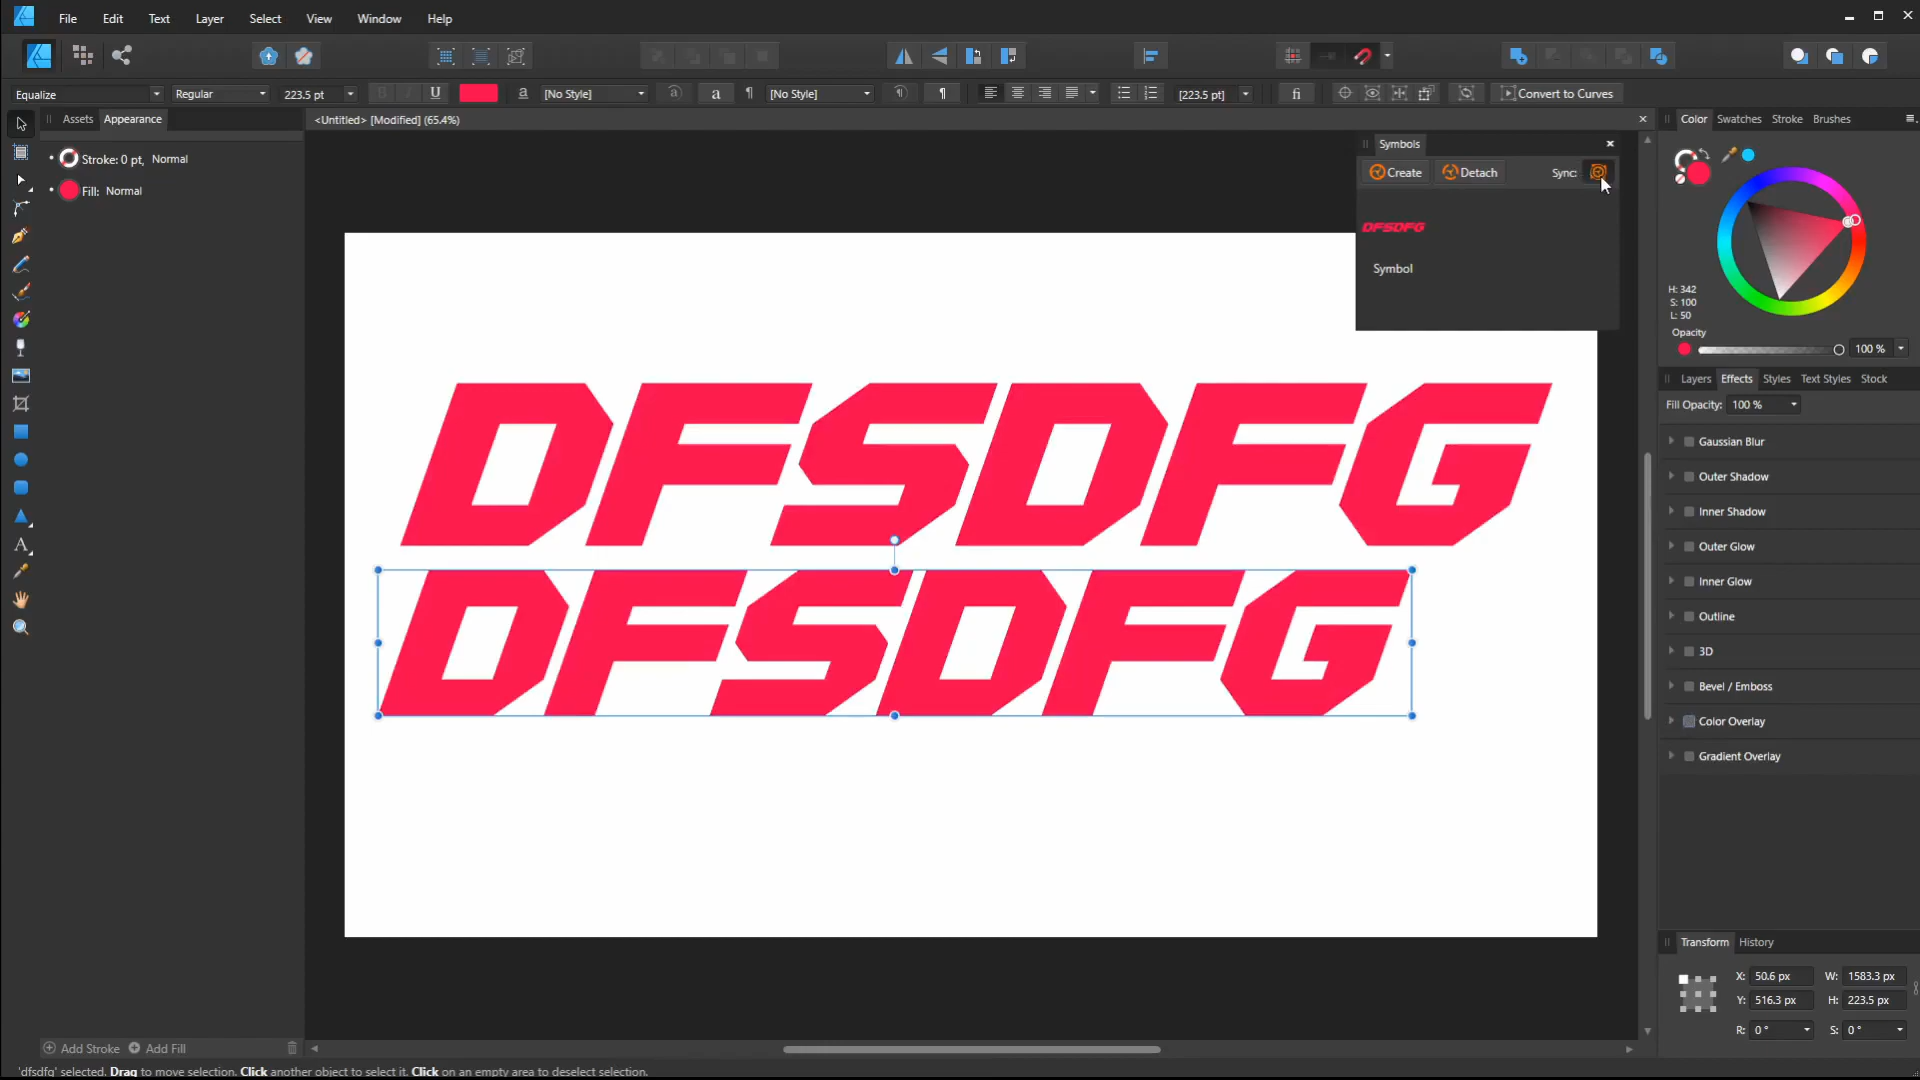 File Edit Text Layer Select View Window Help
Equalize Regular 223.5 pt B I U a [No Style] a a ¶ [No Style] ¶ ¶ [223.5 pt] fi Convert to Curves
Assets Appearance
<Untitled> [Modified] (65.4%)
Stroke: 0 pt, Normal
Fill: Normal
Symbols
Create Detach Sync:
DFSDFG
Symbol
DFSDFG
DFSDFG
Color Swatches Stroke Brushes
H: 342
S: 100
L: 50
Opacity
100 %
Layers Effects Styles Text Styles Stock
Fill Opacity: 100 %
Gaussian Blur
Outer Shadow
Inner Shadow
Outer Glow
Inner Glow
Outline
3D
Bevel / Emboss
Color Overlay
Gradient Overlay
Transform History
X: 50.6 px W: 1583.3 px
Y: 516.3 px H: 223.5 px
R: 0 ° S: 0 °
Add Stroke Add Fill
'dfsdfg' selected. Drag to move selection. Click another object to select it. Click on an empty area to deselect selection.